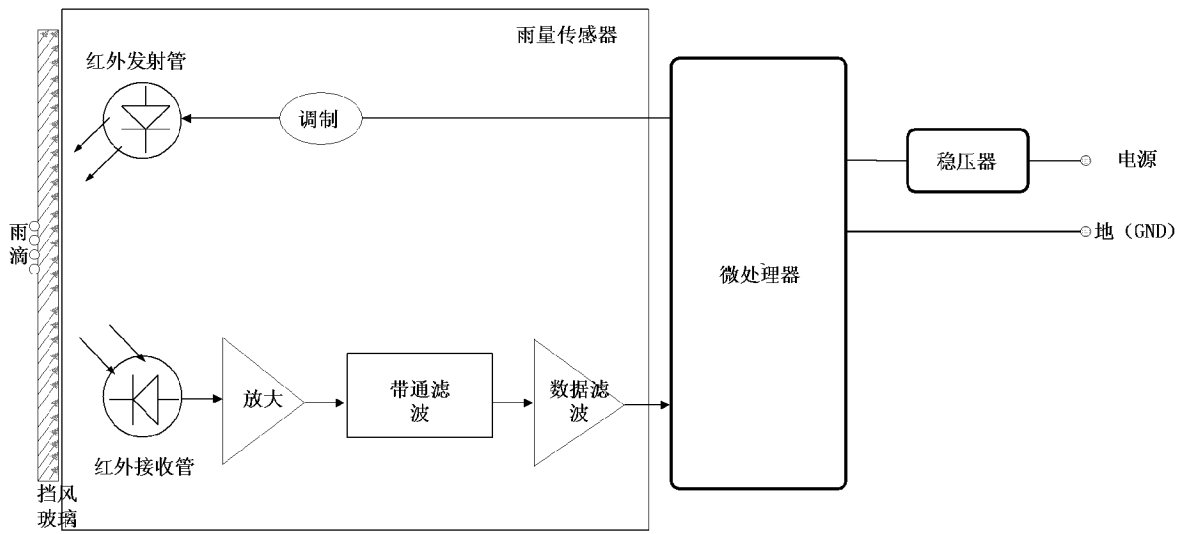 雨量传感器
红外发射管
调制
稳压器
电源
雨
滴
地（GND）
微处理器
放大
带通滤
波
数据滤
波
红外接收管
挡风
玻璃